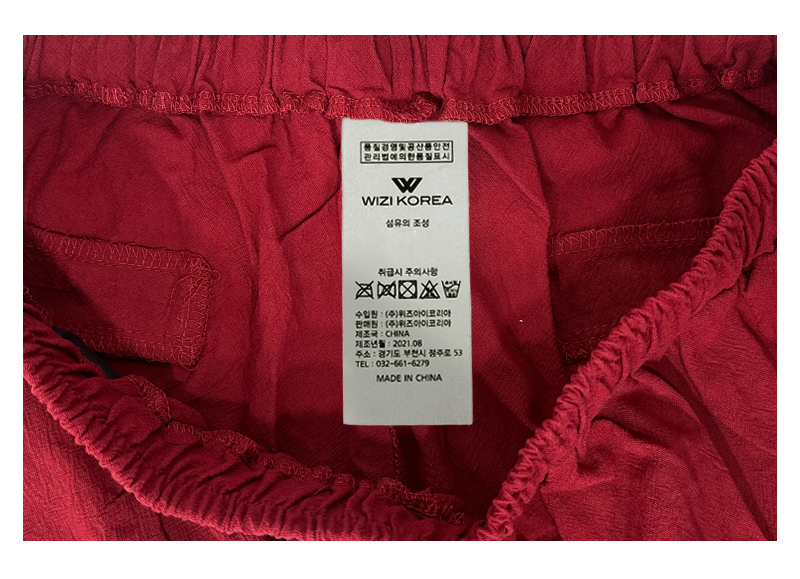 품질경영및공산품안전
관리법에의한품질표시
WIZI KOREA
섬유의 조성
취급시 주의사항
수입원 : (주)위즈아이코리아
판매원 : (주)위즈아이코리아
제조국 : CHINA
제조년월 : 2021.08
주소 : 경기도 부천시 정주로 53
TEL : 032-661-6279
MADE IN CHINA